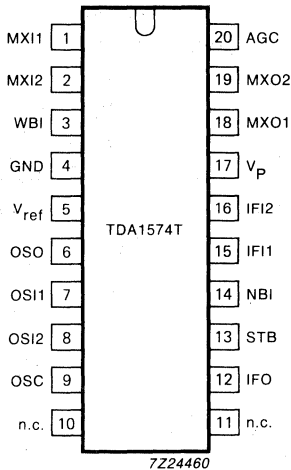 MXI1 1 20 AGC
MXI2 2 19 MXO2
WBI 3 18 MXO1
GND 4 17 Vp
Vref 5 16 IFI2
TDA1574T
OSO 6 15 IFI1
OSI1 7 14 NBI
OSI2 8 13 STB
OSC 9 12 IFO
n.c. 10 11 n.c.
7Z24460